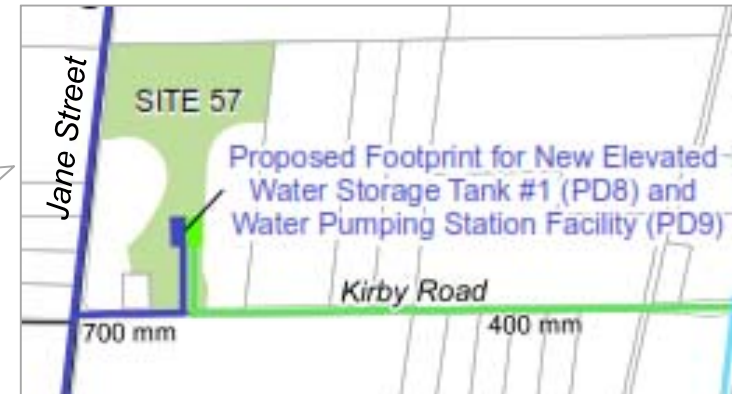 Jane Street
SITE 57
Proposed Footprint for New Elevated
Water Storage Tank #1 (PD8) and
Water Pumping Station Facility (PD9)
Kirby Road
700 mm
400 mm